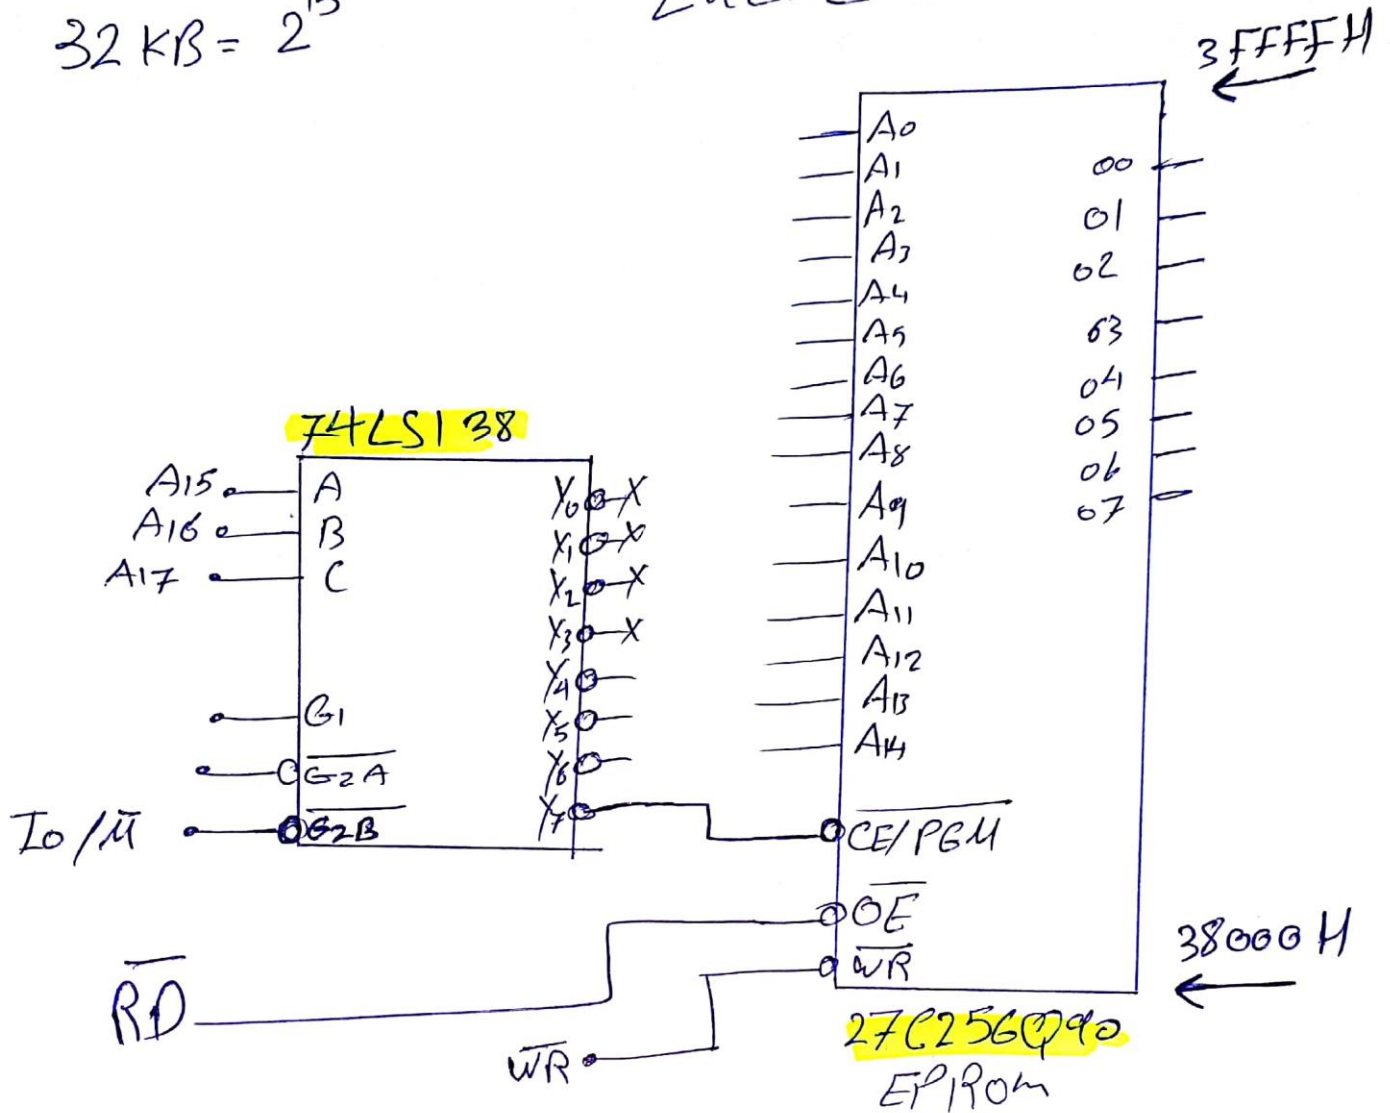 32 KB = 2^15
3FFFFH
A0
A1
A2
A3
A4
A5
A6
A7
A8
A9
A10
A11
A12
A13
A14
00
01
02
03
04
05
06
07
74LS138
A15 A
A16 B
A17 C
G1
G2A
IO/M̅ G2B
Y0 X
Y1 X
Y2 X
Y3 X
Y4
Y5
Y6
Y7
CE/PGM
OE
WR
38000H
RD
WR
27C256Q90
EPROM